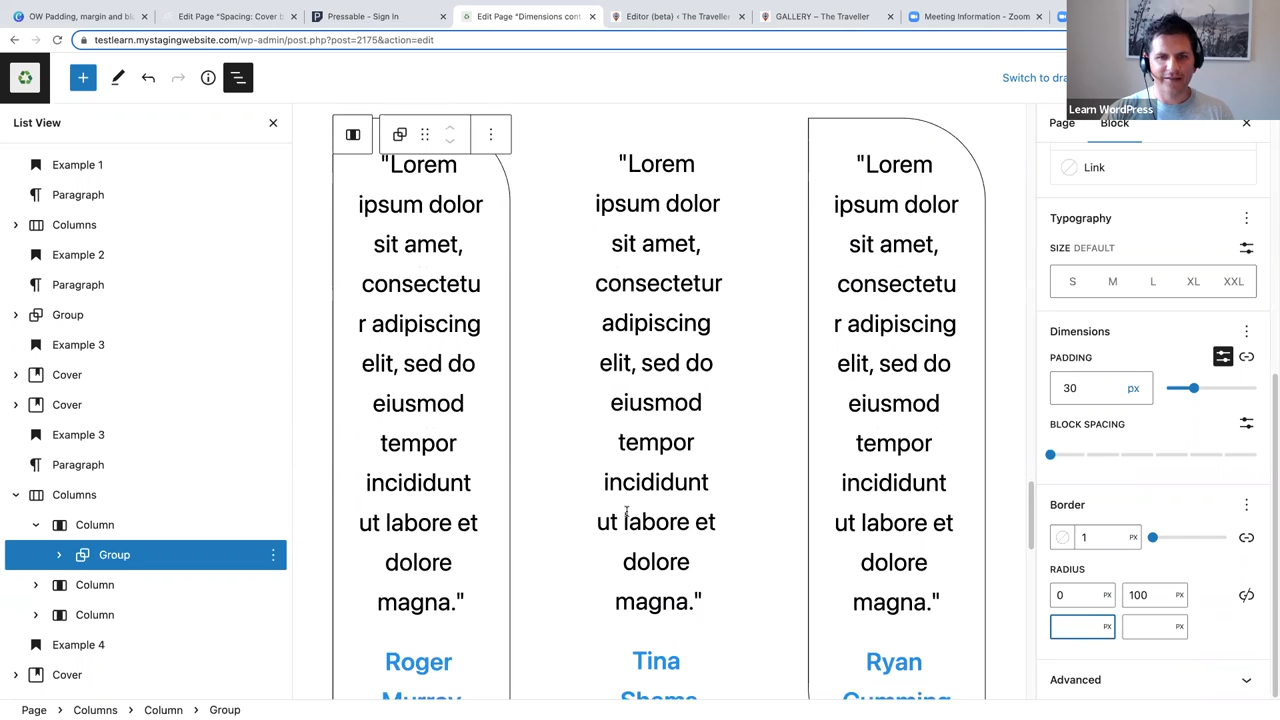 OW Padding, margin and bl
Edit Page "Spacing: Cover b
Pressable - Sign In
Edit Page "Dimensions cont
Editor (beta) ‹ The Traveller
GALLERY – The Traveller
Meeting Information - Zoom
testlearn.mystagingwebsite.com/wp-admin/post.php?post=2175&action=edit
Switch to dra
Learn WordPress
List View
Page
Block
Example 1
Paragraph
Columns
Example 2
Paragraph
Group
Example 3
Cover
Cover
Example 3
Paragraph
Columns
Column
Group
Column
Column
Example 4
Cover
"Lorem
ipsum dolor
sit amet,
consectetu
r adipiscing
elit, sed do
eiusmod
tempor
incididunt
ut labore et
dolore
magna."
Roger
Murray
"Lorem
ipsum dolor
sit amet,
consectetur
adipiscing
elit, sed do
eiusmod
tempor
incididunt
ut labore et
dolore
magna."
Tina
"Lorem
ipsum dolor
sit amet,
consectetu
r adipiscing
elit, sed do
eiusmod
tempor
incididunt
ut labore et
dolore
magna."
Ryan
Cumming
Link
Typography
SIZE DEFAULT
S M L XL XXL
Dimensions
PADDING
30 px
BLOCK SPACING
Border
1 PX
RADIUS
0 PX 100 PX
PX PX
Advanced
Page › Columns › Column › Group